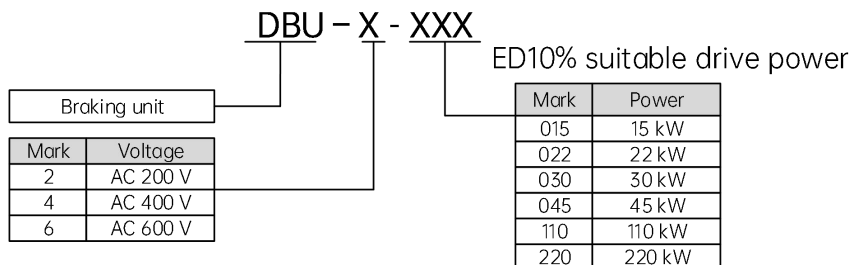 DBU - X - XXX
ED10% suitable drive power
Braking unit
Mark Voltage
2 AC 200 V
4 AC 400 V
6 AC 600 V
Mark Power
015 15 kW
022 22 kW
030 30 kW
045 45 kW
110 110 kW
220 220 kW